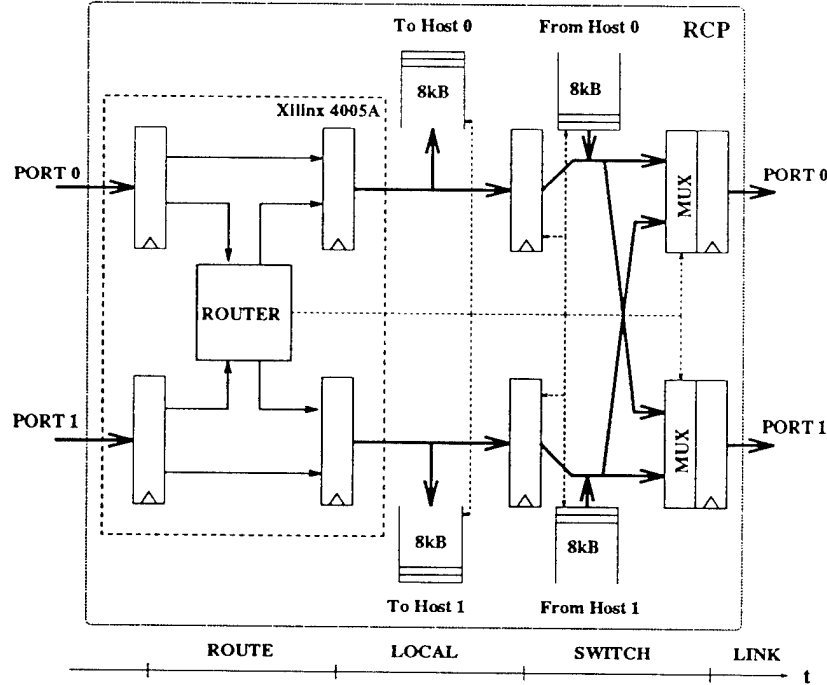 To Host 0
From Host 0
RCP
8kB
8kB
Xilinx 4005A
PORT 0
MUX
PORT 0
ROUTER
PORT 1
MUX
PORT 1
8kB
8kB
To Host 1
From Host 1
ROUTE
LOCAL
SWITCH
LINK
t